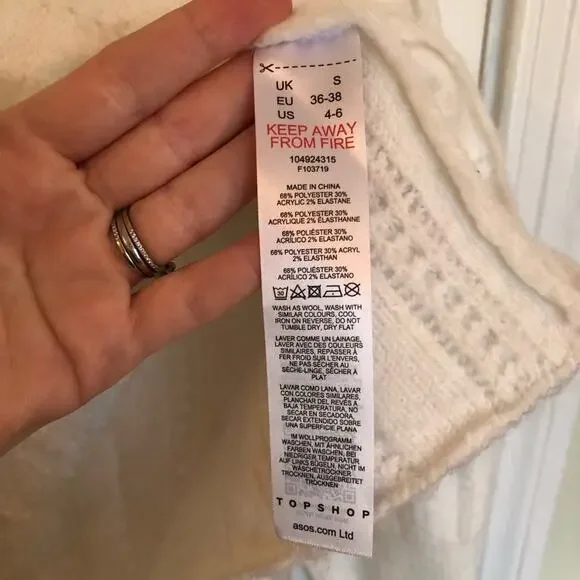 UK S
EU 36-38
US 4-6
KEEP AWAY
FROM FIRE
104924315
F103719
MADE IN CHINA
68% POLYESTER 30%
ACRYLIC 2% ELASTANE
68% POLYESTER 30%
ACRYLIQUE 2% ÉLASTHANNE
68% POLIÉSTER 30%
ACRÍLICO 2% ELASTANO
68% POLYESTER 30% ACRYL
2% ELASTHAN
68% POLIÉSTER 30%
ACRÍLICO 2% ELASTANO
30
WASH AS WOOL, WASH WITH
SIMILAR COLOURS, COOL
IRON ON REVERSE, DO NOT
TUMBLE DRY, DRY FLAT
LAVER COMME UN LAINAGE,
LAVER AVEC DES COULEURS
SIMILAIRES, REPASSER À
FER FROID SUR L'ENVERS,
NE PAS SÉCHER AU
SÈCHE-LINGE, SÉCHER À
PLAT
LAVAR COMO LANA, LAVAR
CON COLORES SIMILARES,
PLANCHAR DEL REVÉS A
BAJA TEMPERATURA, NO
SECAR EN SECADORA,
SECAR EXTENDIDO SOBRE
UNA SUPERFICIE PLANA
IM WOLLPROGRAMM
WASCHEN, MIT ÄHNLICHEN
FARBEN WASCHEN, BEI
NIEDRIGER TEMPERATUR
AUF LINKS BÜGELN, NICHT IM
WÄSCHETROCKNER
TROCKNEN, AUSGEBREITET
TROCKNEN
TOPSHOP
asos.com Ltd